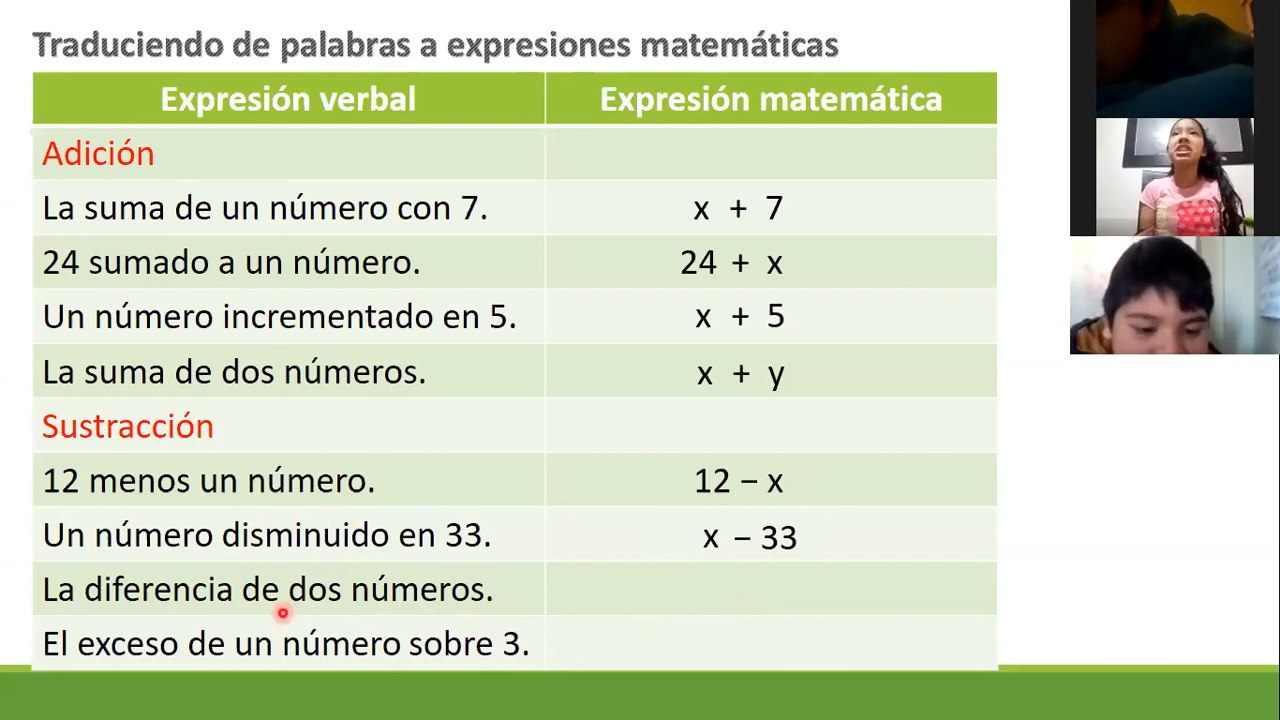 Traduciendo de palabras a expresiones matemáticas
Expresión verbal Expresión matemática
Adición
La suma de un número con 7. x + 7
24 sumado a un número. 24 + x
Un número incrementado en 5. x + 5
La suma de dos números. x + y
Sustracción
12 menos un número. 12 – x
Un número disminuido en 33. x – 33
La diferencia de dos números.
El exceso de un número sobre 3.